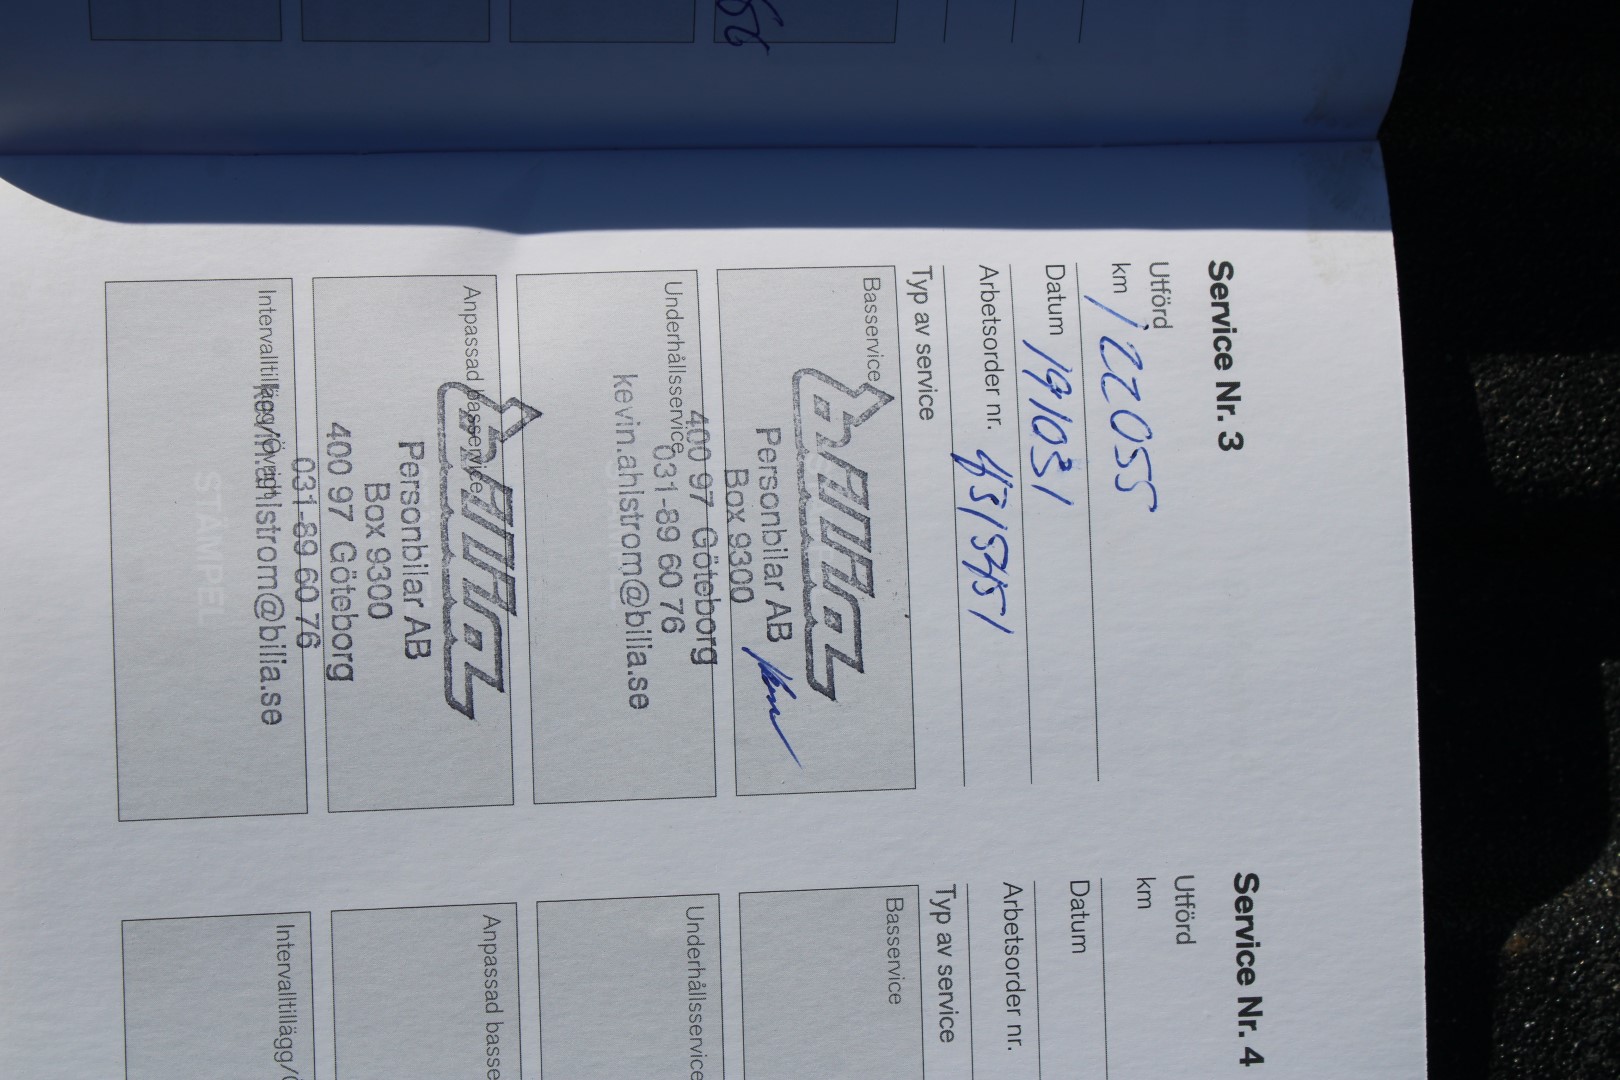 Service Nr. 3
Utförd
km 122055
Datum 191031
Arbetsorder nr.
Typ av service
Basservice
Bilia
Personbilar AB
Box 9300
400 97 Göteborg
Underhållsservice
031-89 60 76
kevin.ahlstrom@bilia.se
Anpassad basservice
Bilia
Personbilar AB
Box 9300
400 97 Göteborg
031-89 60 76
Intervalltillägg/Övrigt
kevin.ahlstrom@bilia.se
STÄMPEL
Service Nr. 4
Utförd
km
Datum
Arbetsorder nr.
Typ av service
Basservice
Underhållsservice
Anpassad basse
Intervalltillägg/